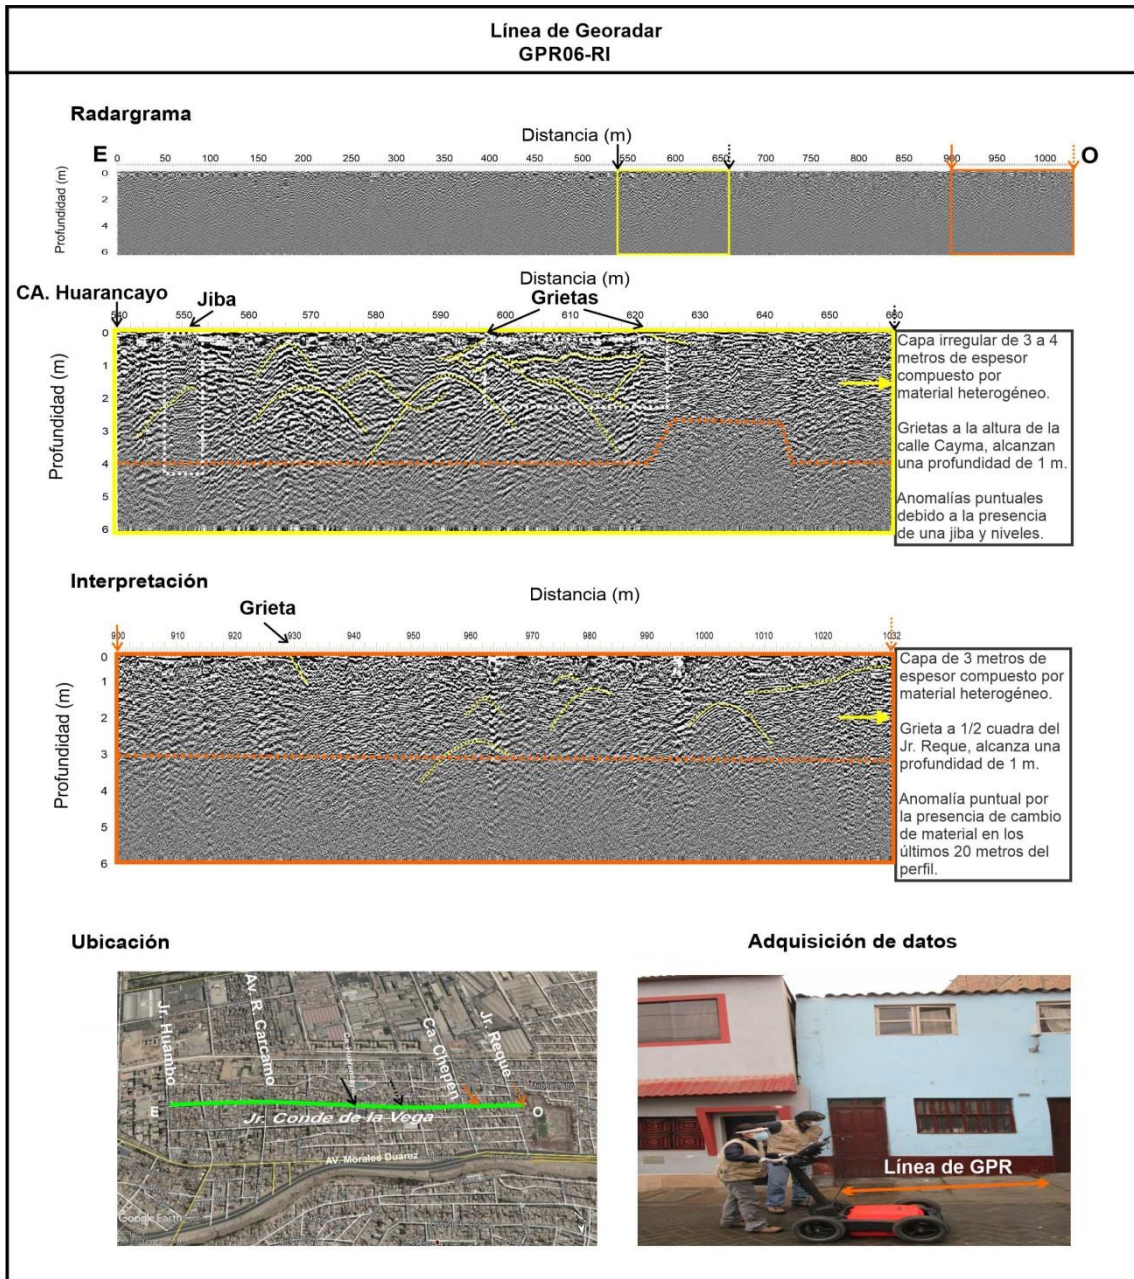 Línea de Georadar
GPR06-RI
Radargrama
Distancia (m)
E
0 50 100 150 200 250 300 350 400 450 500 550 600 650 700 750 800 850 900 950 1000
O
Profundidad (m)
0
2
4
6
Distancia (m)
CA. Huarancayo
Jiba
Grietas
540 550 560 570 580 590 600 610 620 630 640 650 660
Profundidad (m)
0
1
2
3
4
5
6
Capa irregular de 3 a 4
metros de espesor
compuesto por
material heterogéneo.
Grietas a la altura de la
calle Cayma, alcanzan
una profundidad de 1 m.
Anomalías puntuales
debido a la presencia
de una jiba y niveles.
Interpretación
Distancia (m)
Grieta
900 910 920 930 940 950 960 970 980 990 1000 1010 1020 1032
Profundidad (m)
0
1
2
3
4
5
6
Capa de 3 metros de
espesor compuesto por
material heterogéneo.
Grieta a 1/2 cuadra del
Jr. Reque, alcanza una
profundidad de 1 m.
Anomalía puntual por
la presencia de cambio
de material en los
últimos 20 metros del
perfil.
Ubicación
Jr. Huambo
Av. R. Carcamo
Ca. Chepen
Jr. Reque
E
O
Jr. Conde de la Vega
AV. Morales Duarez
Google Earth
Adquisición de datos
Línea de GPR